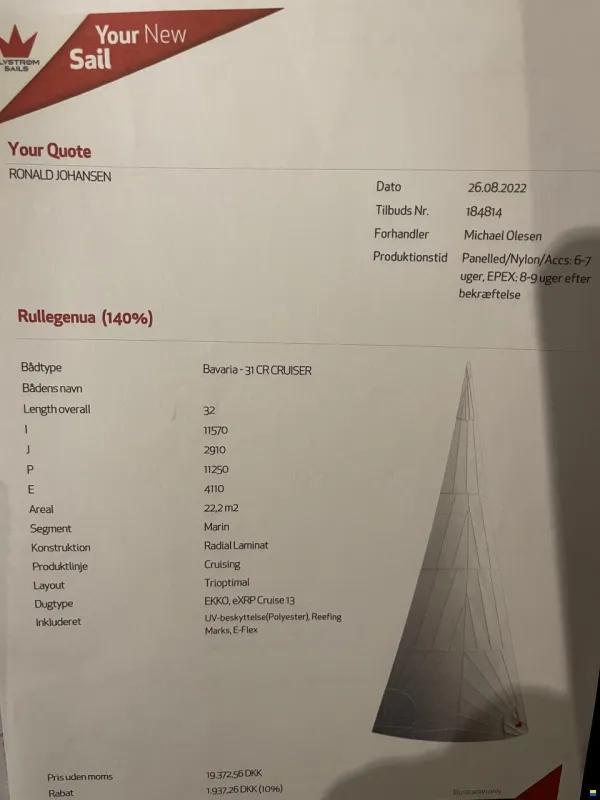 Your New
Sail
LVSTRØM
SAILS
Your Quote
RONALD JOHANSEN
Dato 26.08.2022
Tilbuds Nr. 184814
Forhandler Michael Olesen
Produktionstid Panelled/Nylon/Accs: 6-7
uger, EPEX: 8-9 uger efter
bekræftelse
Rullegenua (140%)
Bådtype Bavaria - 31 CR CRUISER
Bådens navn
Length overall 32
I 11570
J 2910
P 11250
E 4110
Areal 22,2 m2
Segment Marin
Konstruktion Radial Laminat
Produktlinje Cruising
Layout Trioptimal
Dugtype EKKO, eXRP Cruise 13
Inkluderet UV-beskyttelse(Polyester), Reefing
Marks, E-Flex
Pris uden moms 19.372,56 DKK
Rabat 1.937,26 DKK (10%)